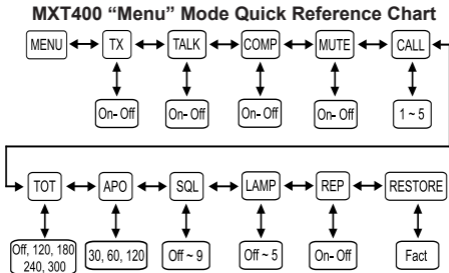 MXT400 “Menu” Mode Quick Reference Chart
MENU TX TALK COMP MUTE CALL
On- Off On- Off On- Off On- Off 1 ~ 5
TOT APO SQL LAMP REP RESTORE
Off, 120, 180
240, 300
30, 60, 120 Off ~ 9 Off ~ 5 On- Off Fact